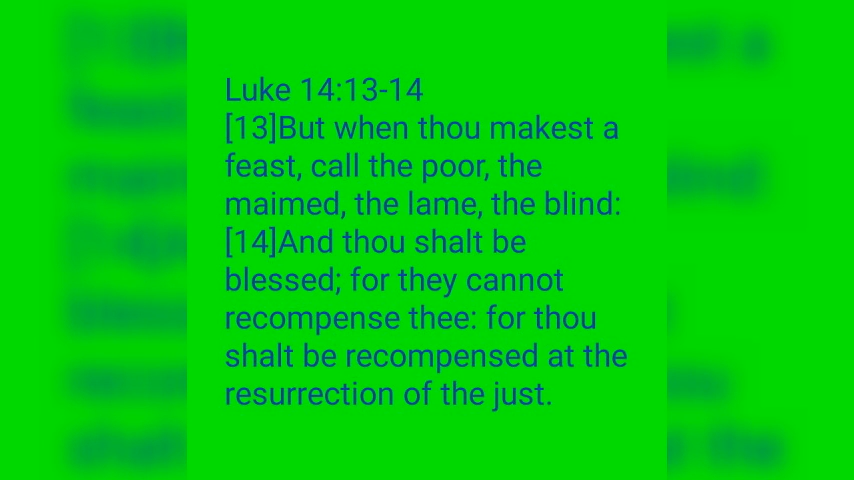 Luke 14:13-14
[13]But when thou makest a
feast, call the poor, the
maimed, the lame, the blind:
[14]And thou shalt be
blessed; for they cannot
recompense thee: for thou
shalt be recompensed at the
resurrection of the just.